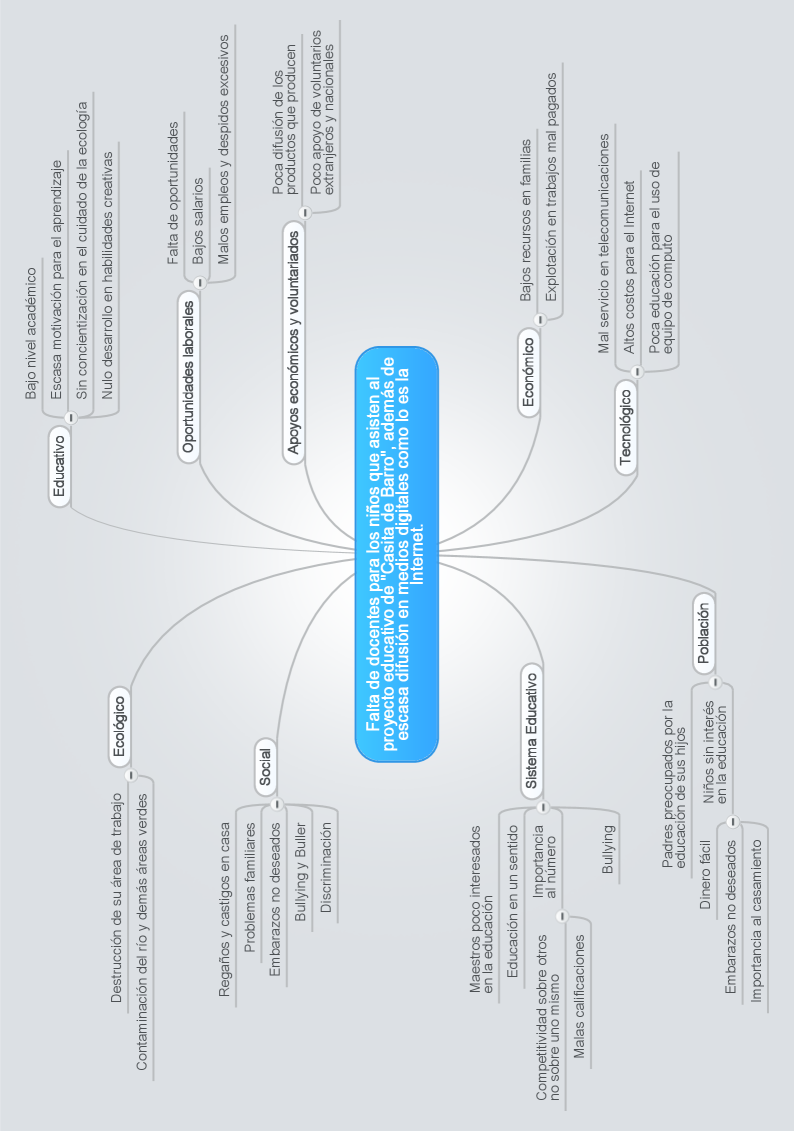 Falta de docentes para los niños que asisten al
proyecto educativo de "Casita de Barro", además de
escasa difusión en medios digitales como lo es la
Internet.
Educativo
Bajo nivel académico
Escasa motivación para el aprendizaje
Sin concientización en el cuidado de la ecología
Nulo desarrollo en habilidades creativas
Oportunidades laborales
Falta de oportunidades
Bajos salarios
Malos empleos y despidos excesivos
Apoyos económicos y voluntariados
Poca difusión de los
productos que producen
Poco apoyo de voluntarios
extranjeros y nacionales
Económico
Bajos recursos en familias
Explotación en trabajos mal pagados
Tecnológico
Mal servicio en telecomunicaciones
Altos costos para el Internet
Poca educación para el uso de
equipo de computo
Ecológico
Destrucción de su área de trabajo
Contaminación del río y demás áreas verdes
Social
Regaños y castigos en casa
Problemas familiares
Embarazos no deseados
Bullying y Buller
Discriminación
Sistema Educativo
Maestros poco interesados
en la educación
Educación en un sentido
Importancia
al número
Competitividad sobre otros
no sobre uno mismo
Malas calificaciones
Bullying
Población
Padres preocupados por la
educación de sus hijos
Niños sin interés
en la educación
Dinero fácil
Embarazos no deseados
Importancia al casamiento